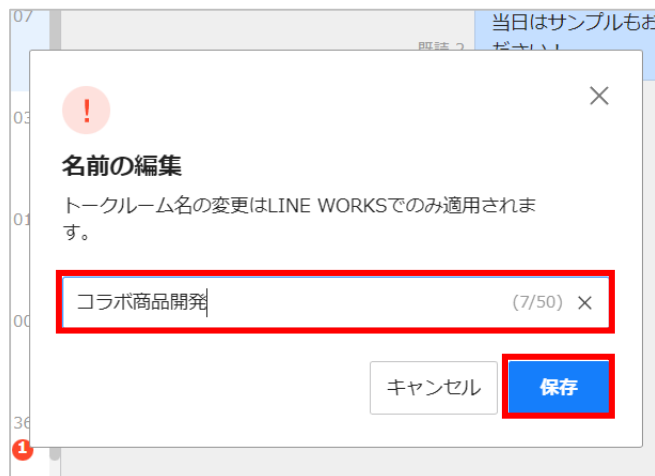 07
当日はサンプルもお
既読 2
ださい！
03
!
名前の編集
トークルーム名の変更はLINE WORKSでのみ適用されま
す。
01
コラボ商品開発
(7/50)
00
キャンセル
保存
36
1